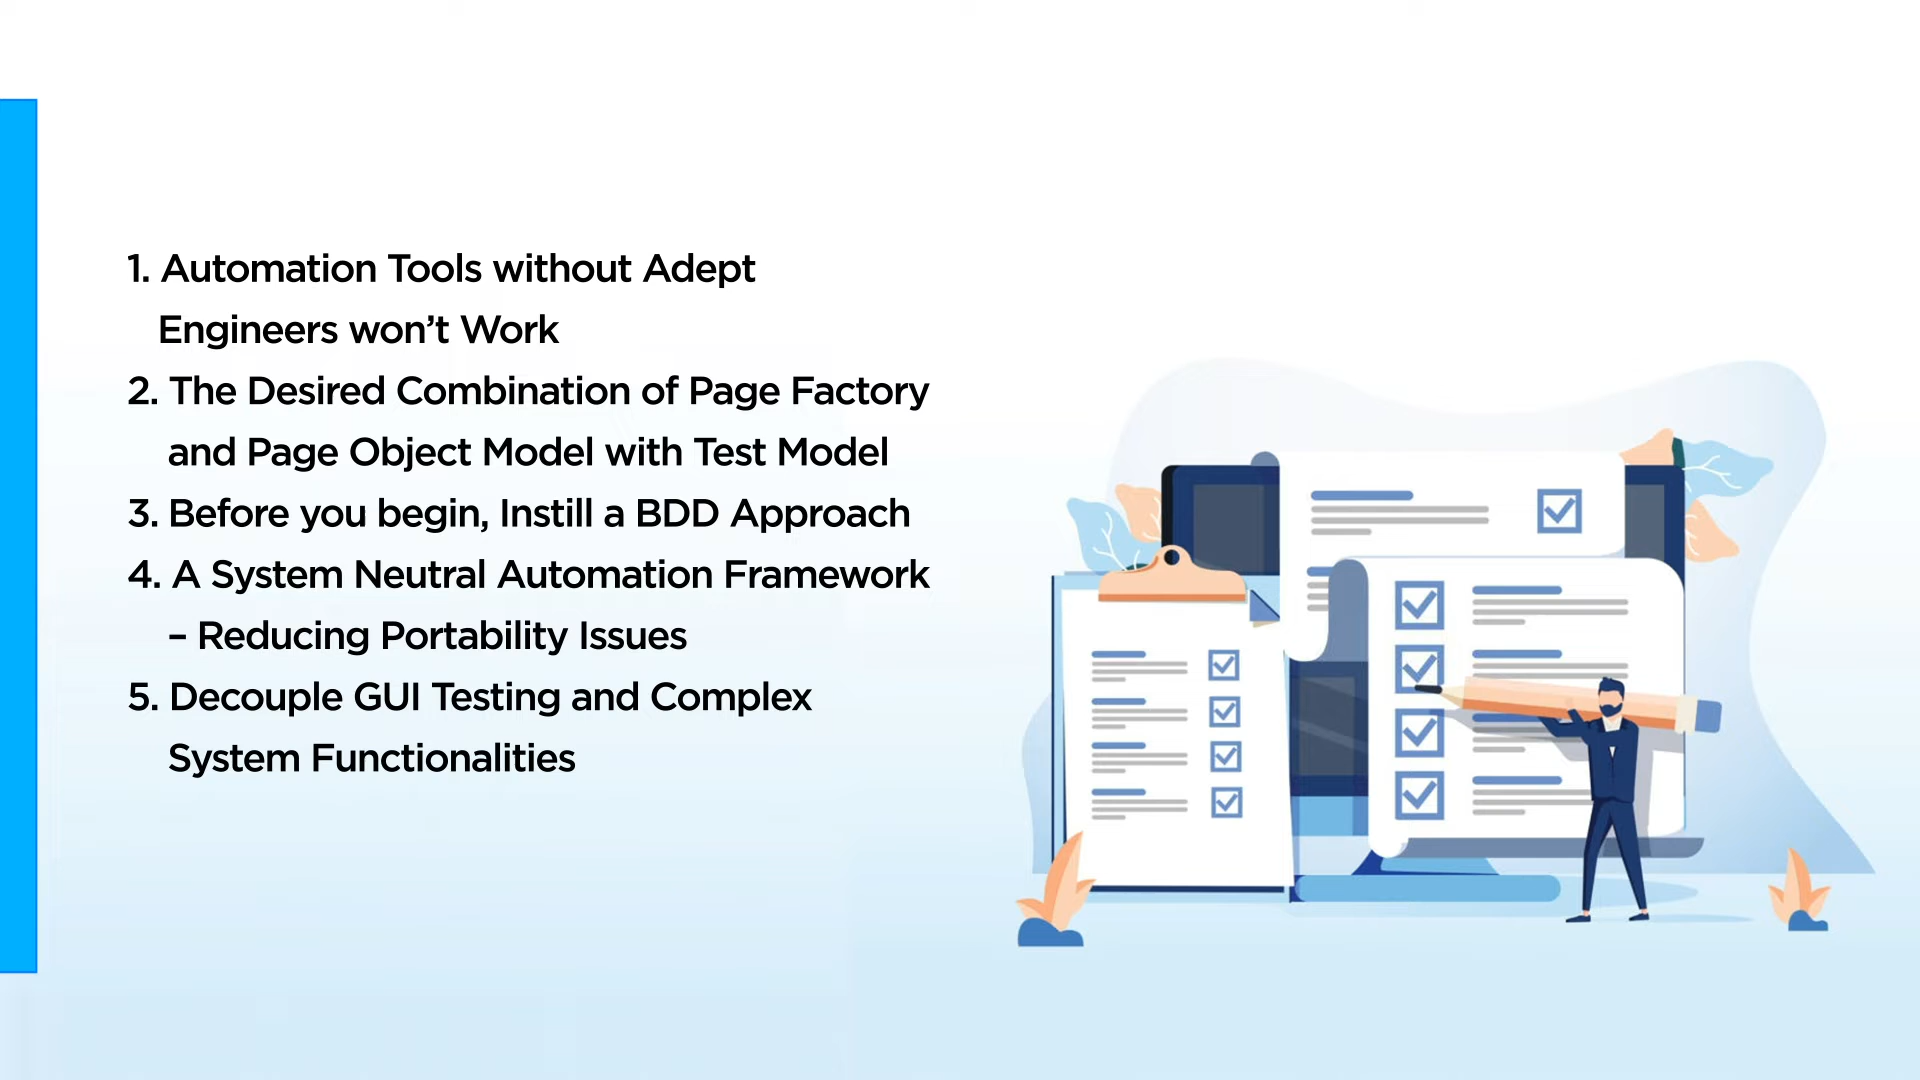 1. Automation Tools without Adept
Engineers won’t Work
2. The Desired Combination of Page Factory
and Page Object Model with Test Model
3. Before you begin, Instill a BDD Approach
4. A System Neutral Automation Framework
– Reducing Portability Issues
5. Decouple GUI Testing and Complex
System Functionalities